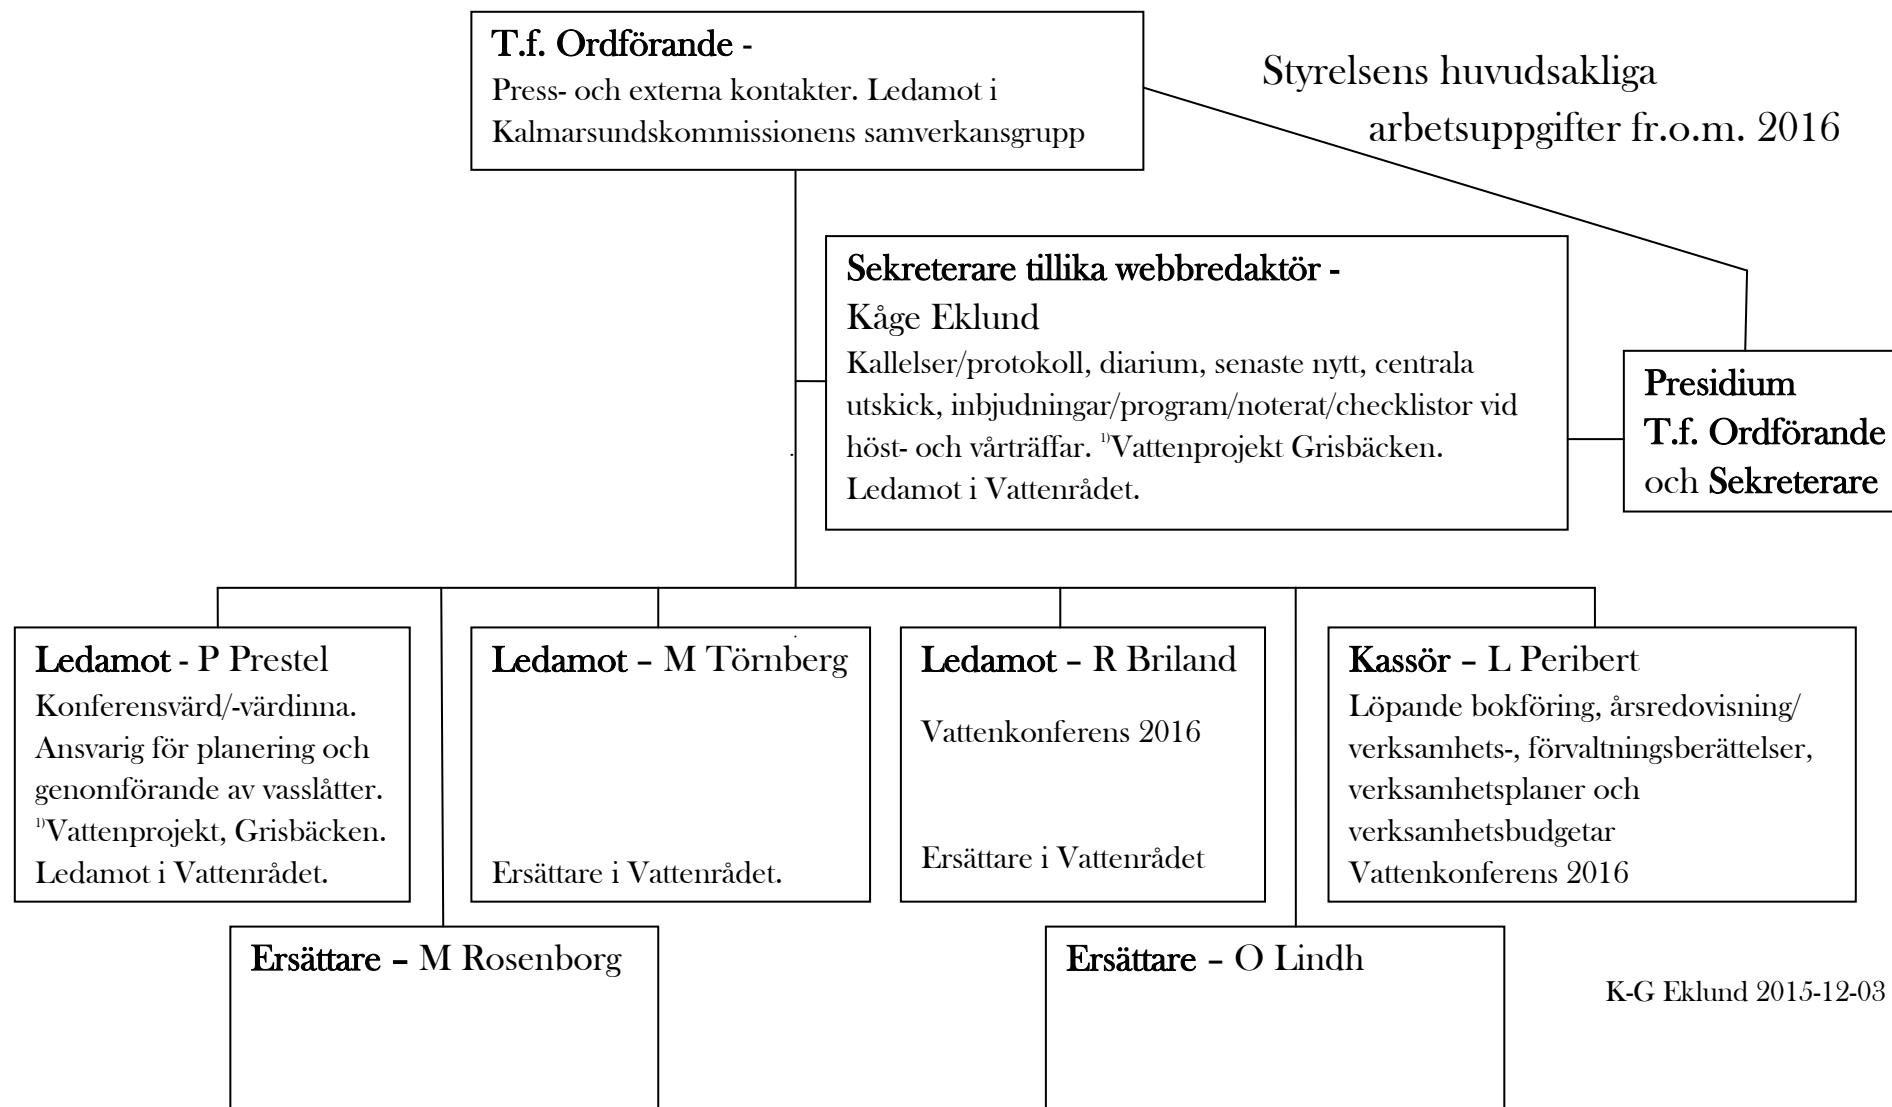 T.f. Ordförande -
Press- och externa kontakter. Ledamot i
Kalmarsundskommissionens samverkansgrupp
Styrelsens huvudsakliga
arbetsuppgifter fr.o.m. 2016
Sekreterare tillika webbredaktör -
Kåge Eklund
Kallelser/protokoll, diarium, senaste nytt, centrala
utskick, inbjudningar/program/noterat/checklistor vid
höst- och vårträffar. ¹⁾Vattenprojekt Grisbäcken.
Ledamot i Vattenrådet.
Presidium
T.f. Ordförande
och Sekreterare
Ledamot - P Prestel
Konferensvärd/-värdinna.
Ansvarig för planering och
genomförande av vasslåtter.
¹⁾Vattenprojekt, Grisbäcken.
Ledamot i Vattenrådet.
Ledamot – M Törnberg
Ersättare i Vattenrådet.
Ledamot – R Briland
Vattenkonferens 2016
Ersättare i Vattenrådet
Kassör – L Peribert
Löpande bokföring, årsredovisning/
verksamhets-, förvaltningsberättelser,
verksamhetsplaner och
verksamhetsbudgetar
Vattenkonferens 2016
Ersättare – M Rosenborg
Ersättare – O Lindh
K-G Eklund 2015-12-03